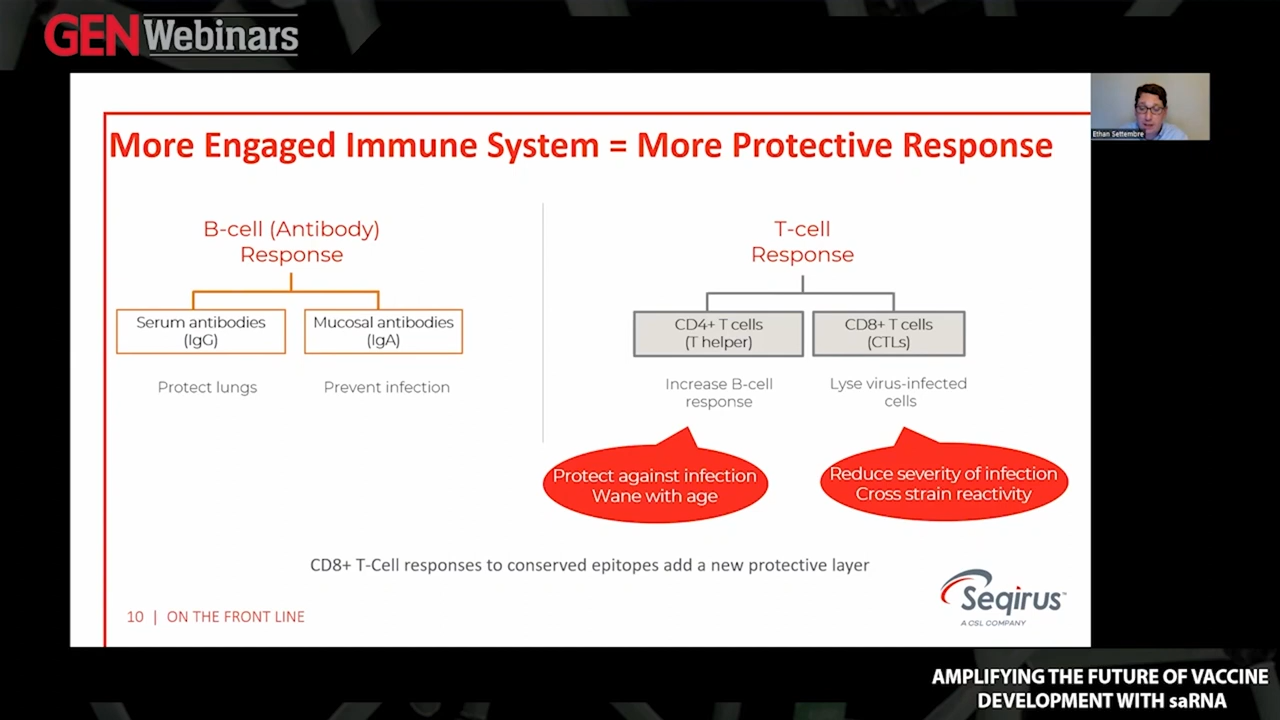 GEN Webinars
Ethan Settembre
More Engaged Immune System = More Protective Response
B-cell (Antibody)
Response
Serum antibodies
(IgG)
Mucosal antibodies
(IgA)
Protect lungs
Prevent infection
T-cell
Response
CD4+ T cells
(T helper)
CD8+ T cells
(CTLs)
Increase B-cell
response
Lyse virus-infected
cells
Protect against infection
Wane with age
Reduce severity of infection
Cross strain reactivity
CD8+ T-Cell responses to conserved epitopes add a new protective layer
10 | ON THE FRONT LINE
Seqirus™
A CSL COMPANY
AMPLIFYING THE FUTURE OF VACCINE
DEVELOPMENT WITH saRNA